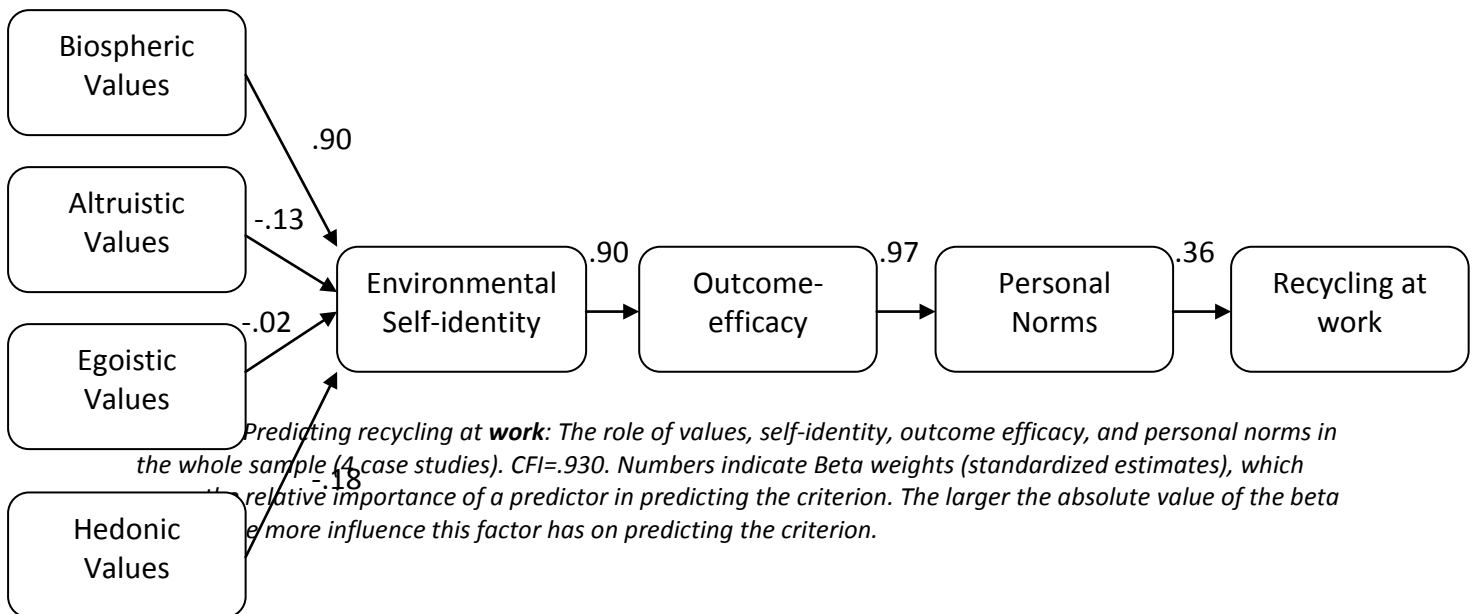 Biospheric
Values
.90
Altruistic
Values
-.13
Egoistic
Values
-.02
Hedonic
Values
-.18
Environmental
Self-identity
.90
Outcome-
efficacy
.97
Personal
Norms
.36
Recycling at
work
Predicting recycling at work: The role of values, self-identity, outcome efficacy, and personal norms in
the whole sample (4 case studies). CFI=.930. Numbers indicate Beta weights (standardized estimates), which
the relative importance of a predictor in predicting the criterion. The larger the absolute value of the beta
more influence this factor has on predicting the criterion.